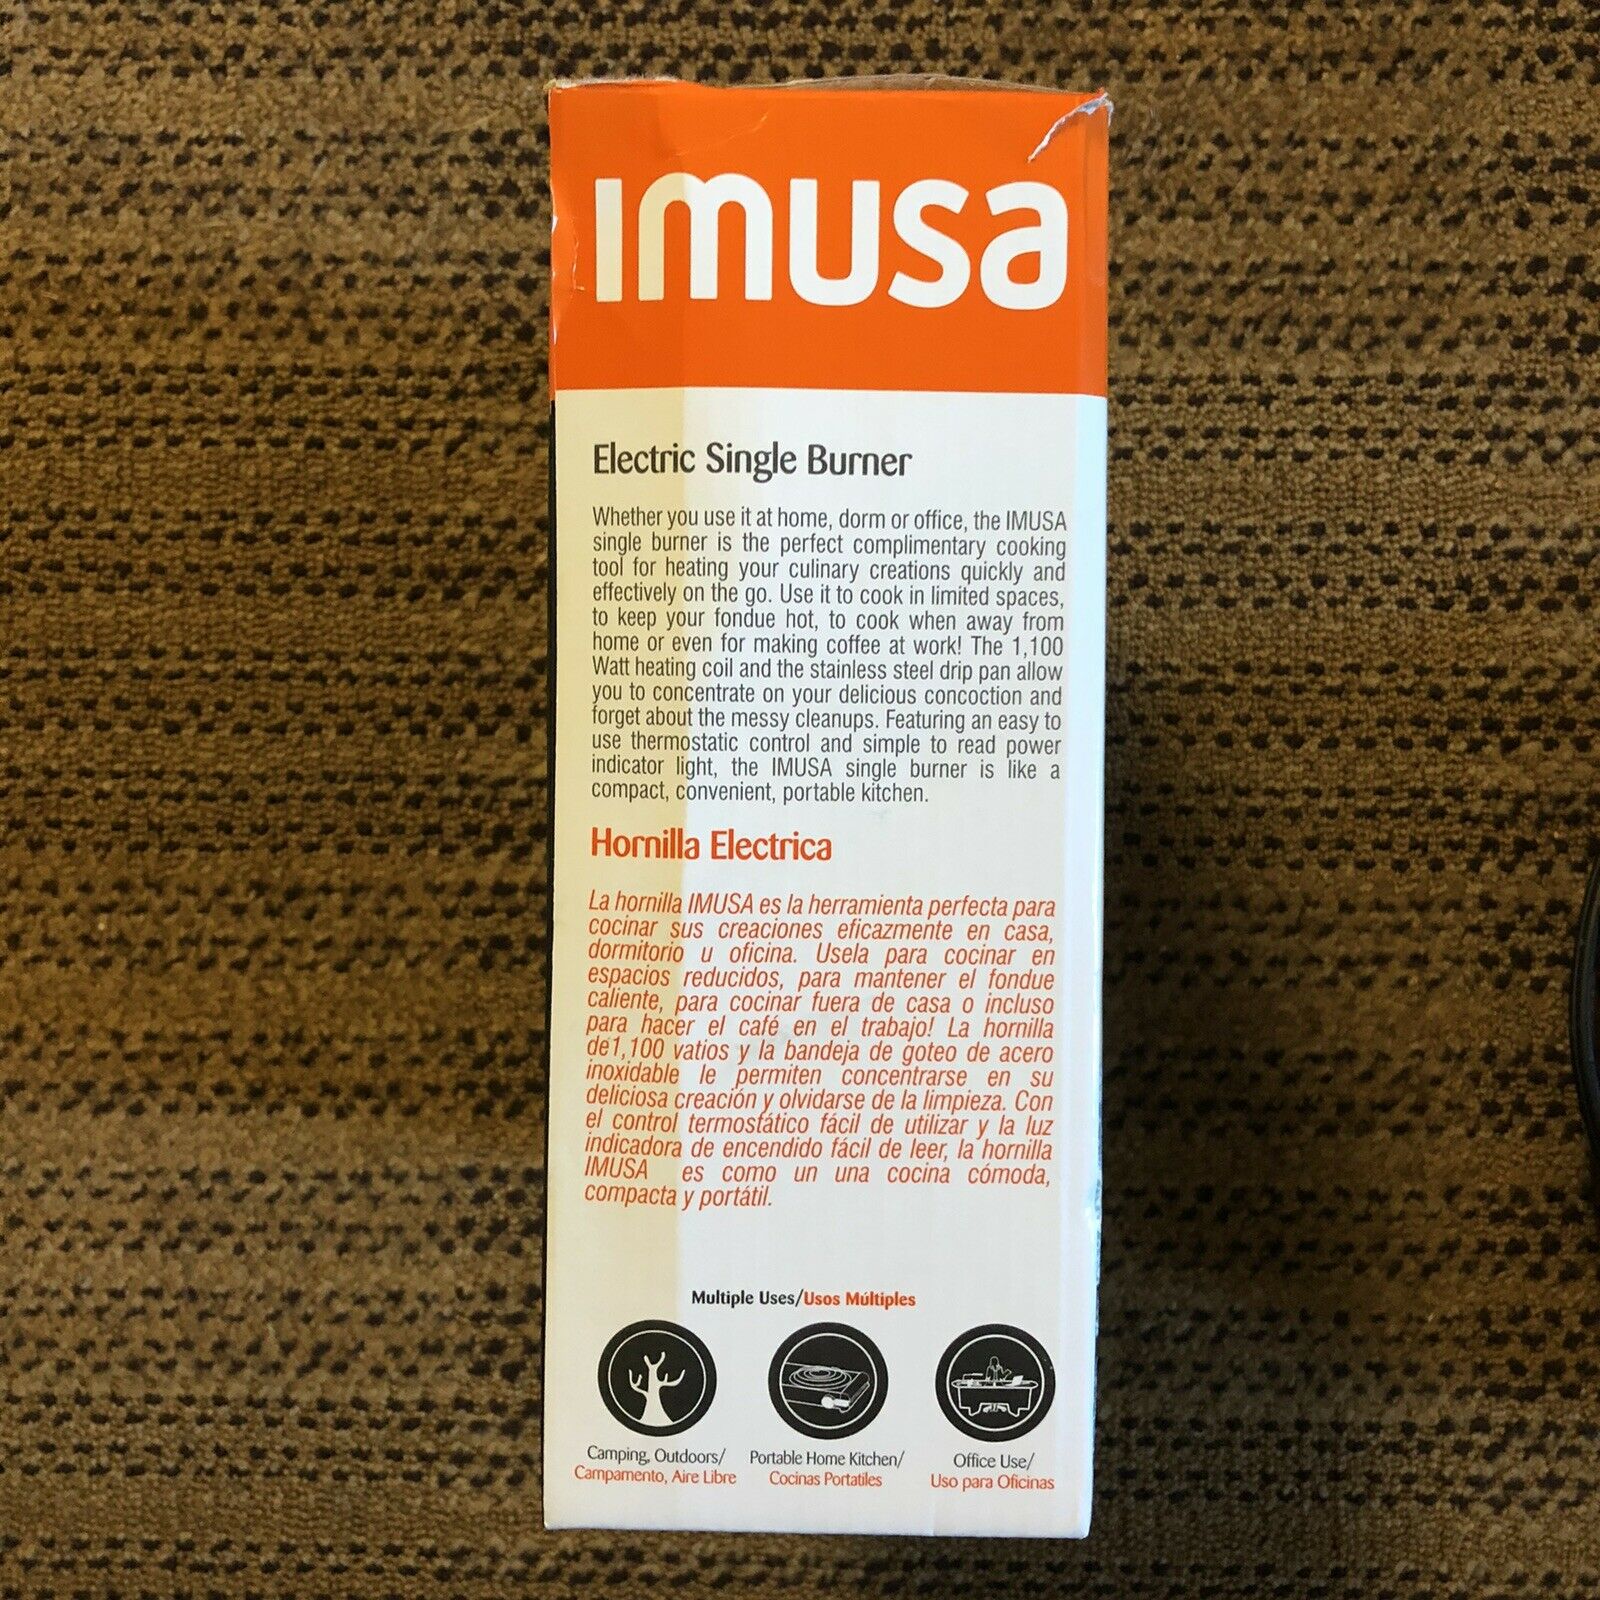 ımusa
Electric Single Burner
Whether you use it at home, dorm or office, the IMUSA
single burner is the perfect complimentary cooking
tool for heating your culinary creations quickly and
effectively on the go. Use it to cook in limited spaces,
to keep your fondue hot, to cook when away from
home or even for making coffee at work! The 1,100
Watt heating coil and the stainless steel drip pan allow
you to concentrate on your delicious concoction and
forget about the messy cleanups. Featuring an easy to
use thermostatic control and simple to read power
indicator light, the IMUSA single burner is like a
compact, convenient, portable kitchen.
Hornilla Electrica
La hornilla IMUSA es la herramienta perfecta para
cocinar sus creaciones eficazmente en casa,
dormitorio u oficina. Usela para cocinar en
espacios reducidos, para mantener el fondue
caliente, para cocinar fuera de casa o incluso
para hacer el café en el trabajo! La hornilla
de1,100 vatios y la bandeja de goteo de acero
inoxidable le permiten concentrarse en su
deliciosa creación y olvidarse de la limpieza. Con
el control termostático fácil de utilizar y la luz
indicadora de encendido fácil de leer, la hornilla
IMUSA es como un una cocina cómoda,
compacta y portátil.
Multiple Uses/Usos Múltiples
Camping, Outdoors/
Campamento, Aire Libre
Portable Home Kitchen/
Cocinas Portatiles
Office Use/
Uso para Oficinas